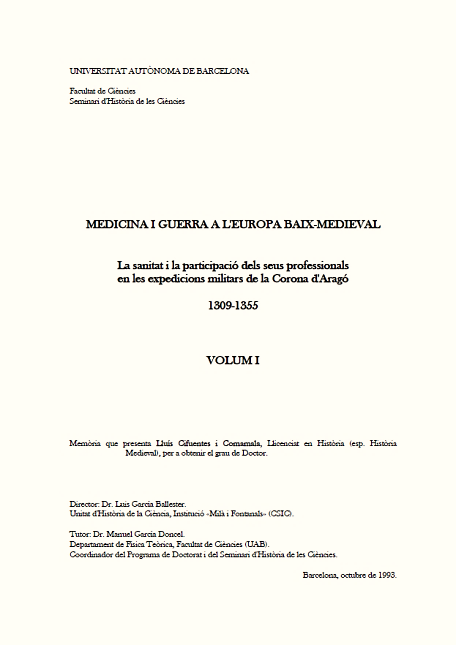 UNIVERSITAT AUTÒNOMA DE BARCELONA
Facultat de Ciències
Seminari d'Història de les Ciències
MEDICINA I GUERRA A L'EUROPA BAIX-MEDIEVAL
La sanitat i la participació dels seus professionals
en les expedicions militars de la Corona d'Aragó
1309-1355
VOLUM I
Memòria que presenta Lluís Cifuentes i Comamala, Llicenciat en Història (esp. Història
Medieval), per a obtenir el grau de Doctor.
Director: Dr. Luis García Ballester.
Unitat d'Història de la Ciència, Institució «Milà i Fontanals» (CSIC).
Tutor: Dr. Manuel García Doncel.
Departament de Física Teòrica, Facultat de Ciències (UAB).
Coordinador del Programa de Doctorat i del Seminari d'Història de les Ciències.
Barcelona, octubre de 1993.